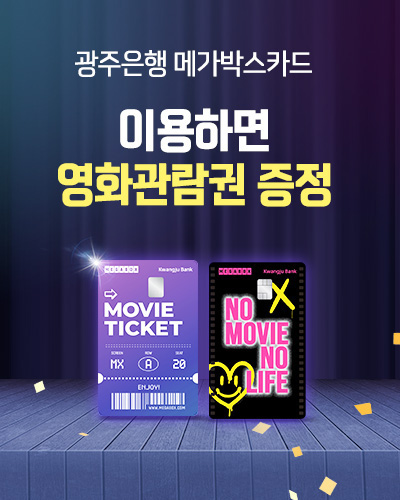 광주은행 메가박스카드
이용하면
영화관람권 증정
MEGABOX Kwangju Bank
MOVIE
TICKET
SCREEN ROW SEAT
MX A 20
ENJOY!
WWW.MEGABOX.COM
MEGABOX Kwangju Bank
NO
MOVIE
NO
LIFE